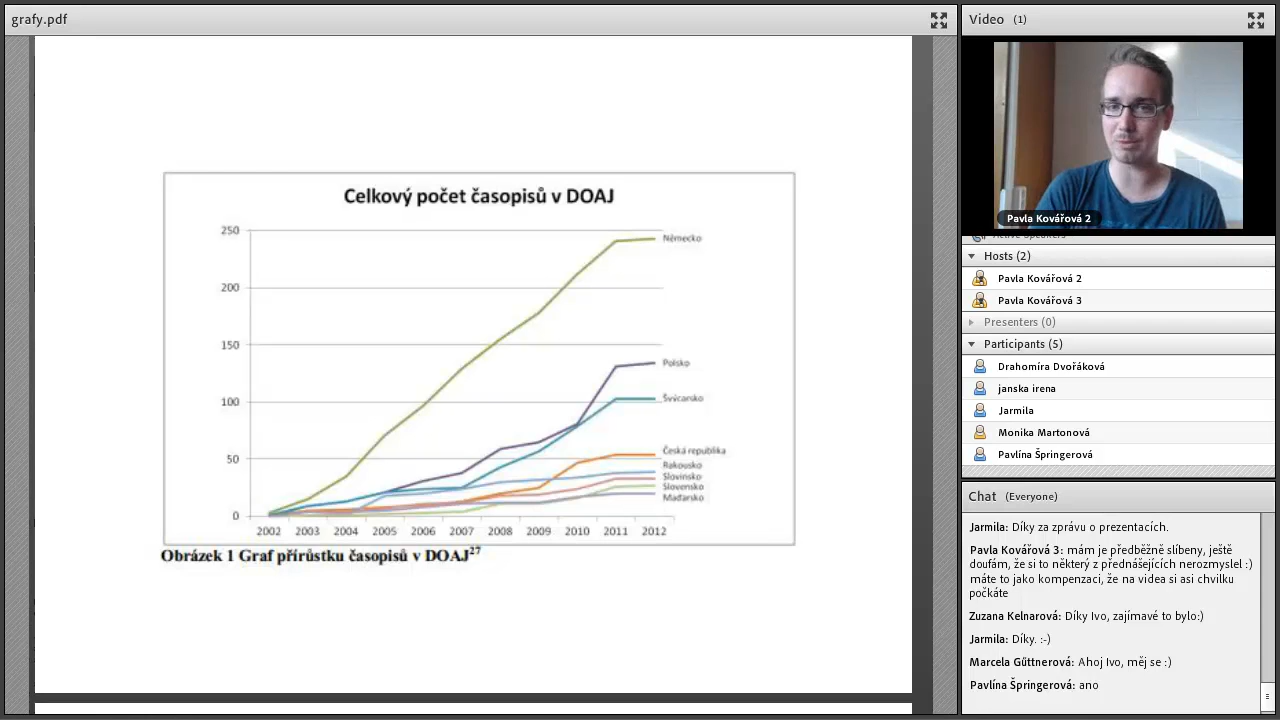 grafy.pdf
Celkový počet časopisů v DOAJ
250
200
150
100
50
0
Německo
Polsko
Švýcarsko
Česká republika
Rakousko
Slovinsko
Slovensko
Maďarsko
2002 2003 2004 2005 2006 2007 2008 2009 2010 2011 2012
Obrázek 1 Graf přírůstku časopisů v DOAJ27
Video (1)
Pavla Kovářová 2
Active Speakers
Hosts (2)
Pavla Kovářová 2
Pavla Kovářová 3
Presenters (0)
Participants (5)
Drahomíra Dvořáková
janska irena
Jarmila
Monika Martonová
Pavlína Špringerová
Chat (Everyone)
Jarmila: Díky za zprávu o prezentacích.
Pavla Kovářová 3: mám je předběžně slíbeny, ještě
doufám, že si to některý z přednášejících nerozmyslel :)
máte to jako kompenzaci, že na videa si asi chvilku
počkáte
Zuzana Kelnarová: Díky Ivo, zajímavé to bylo:)
Jarmila: Díky. :-)
Marcela Gűttnerová: Ahoj Ivo, měj se :)
Pavlína Špringerová: ano